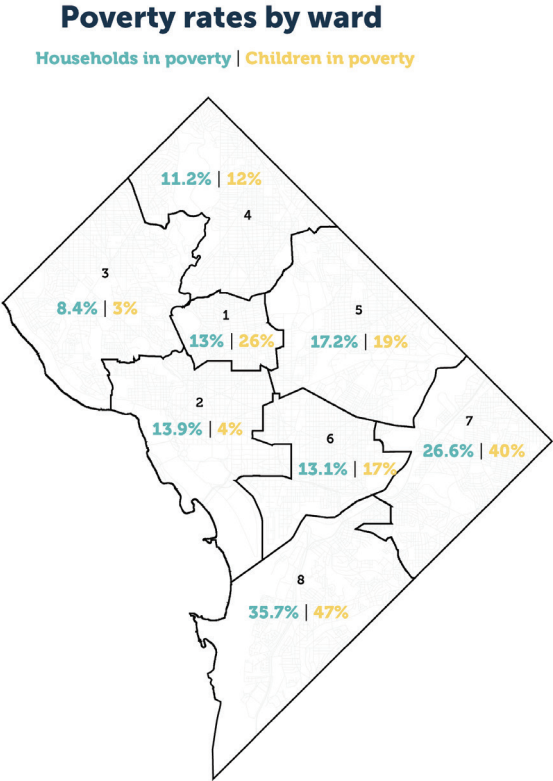 Poverty rates by ward
Households in poverty | Children in poverty
11.2% | 12%
4
3
8.4% | 3%
1
13% | 26%
5
17.2% | 19%
2
13.9% | 4%
6
13.1% | 17%
7
26.6% | 40%
8
35.7% | 47%